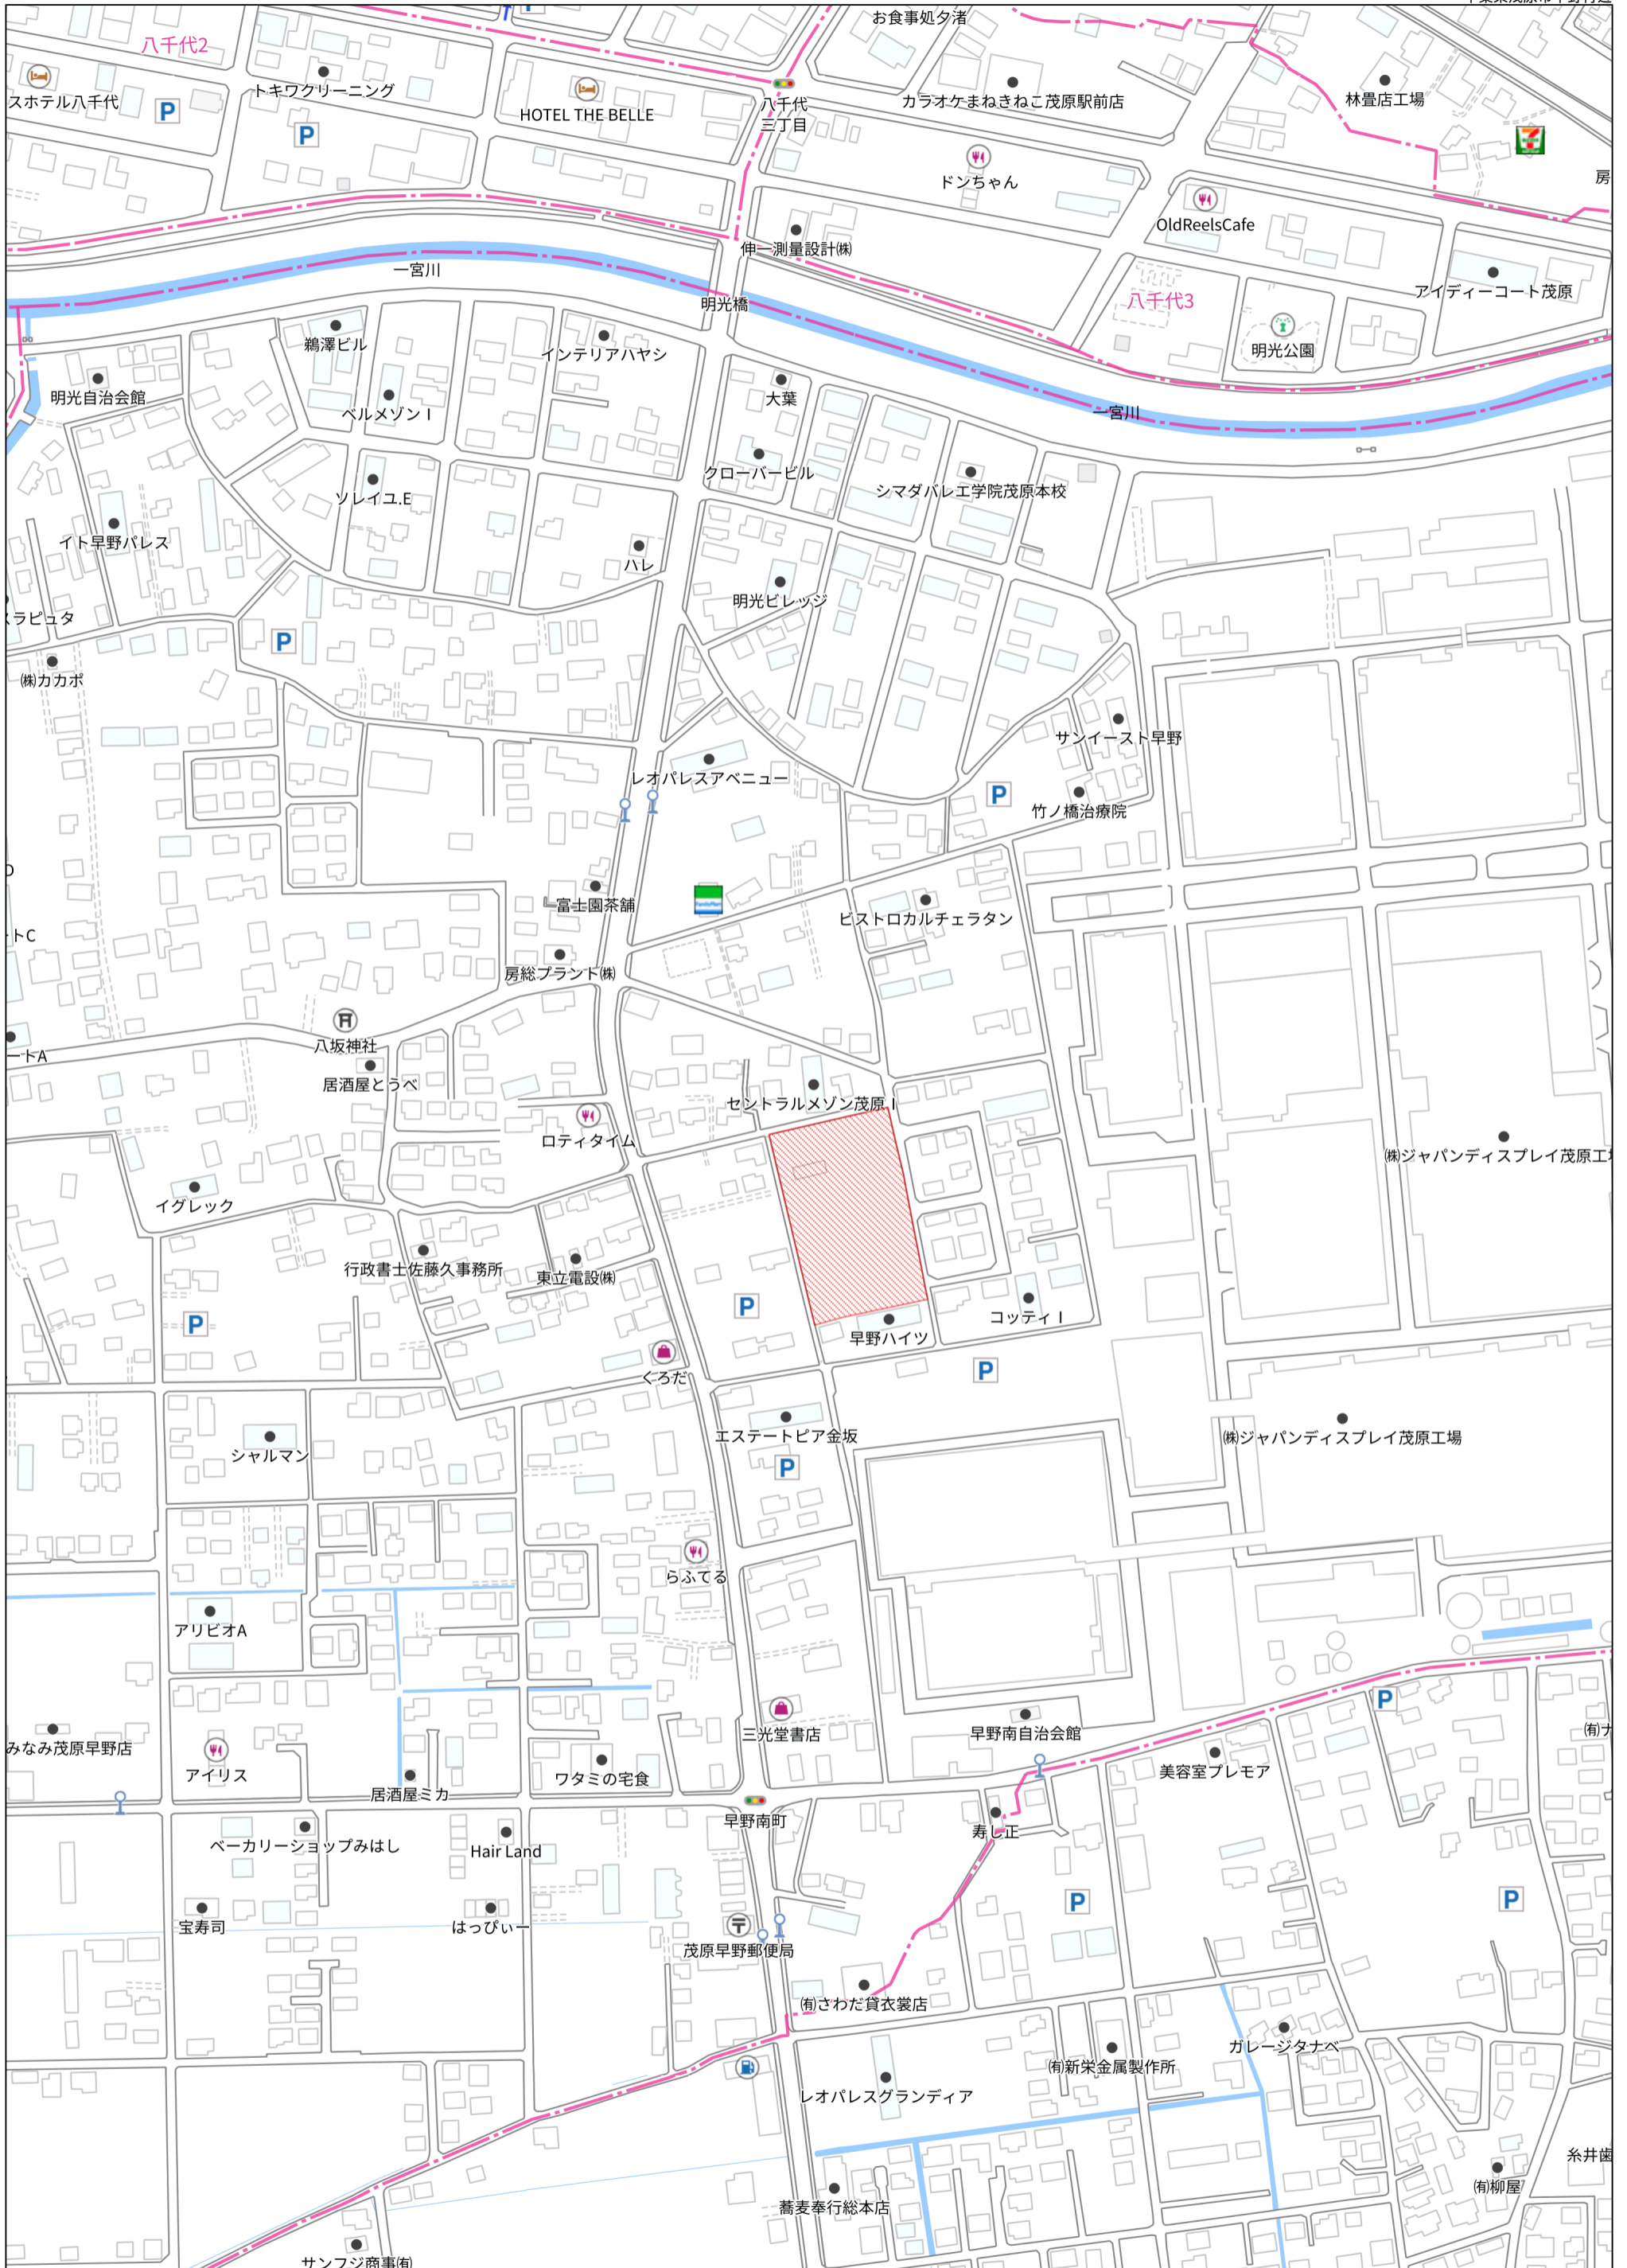 お食事処夕渚
八千代2
スホテル八千代
トキワクリーニング
HOTEL THE BELLE
八千代
三丁目
カラオケまねきねこ茂原駅前店
林畳店工場
ドンちゃん
房
OldReelsCafe
伸一測量設計㈱
一宮川
明光橋
八千代3
アイディーコート茂原
鵜澤ビル
インテリアハヤシ
明光公園
明光自治会館
ベルメゾンⅠ
大葉
一宮川
クローバービル
シマダバレエ学院茂原本校
ソレイユ.E
イト早野パレス
ハレ
明光ビレッジ
スラピュタ
㈱カカポ
サンイースト早野
レオパレスアベニュー
竹ノ橋治療院
富士園茶舗
FamilyMart
ビストロカルチェラタン
トC
房総プラント㈱
八坂神社
ートA
居酒屋とうべ
セントラルメゾン茂原Ⅰ
ロティタイム
㈱ジャパンディスプレイ茂原工場
イグレック
行政書士佐藤久事務所
東立電設㈱
コッティⅠ
早野ハイツ
くろだ
エステートピア金坂
㈱ジャパンディスプレイ茂原工場
シャルマン
らふてる
アリビオA
三光堂書店
早野南自治会館
㈲ナ
みなみ茂原早野店
アイリス
ワタミの宅食
美容室プレモア
居酒屋ミカ
早野南町
寿し正
ベーカリーショップみはし
Hair Land
宝寿司
はっぴぃー
茂原早野郵便局
㈲さわだ貸衣裳店
ガレージタナベ
㈲新栄金属製作所
レオパレスグランディア
糸井歯
㈲柳屋
蕎麦奉行総本店
サンフジ商事㈲